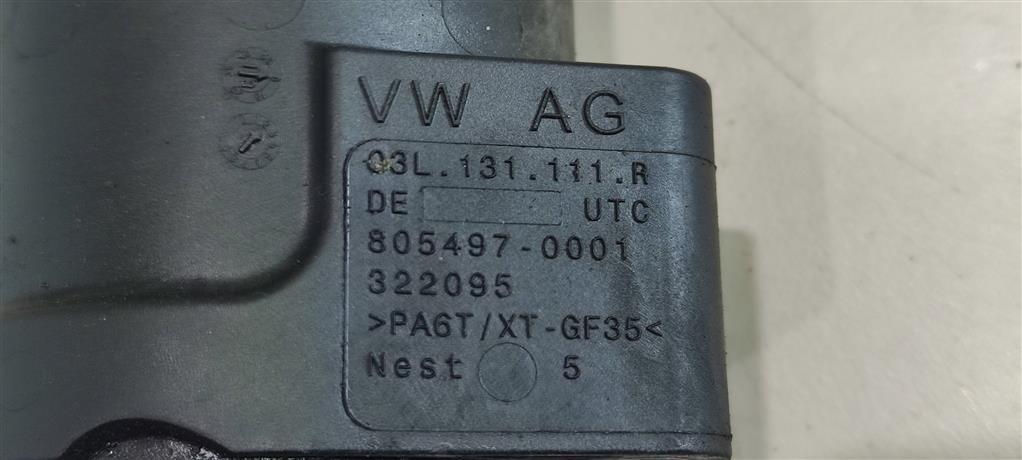 VW AG
03L.131.111.R
DE UTC
805497-0001
322095
>PA6T/XT-GF35<
Nest 5